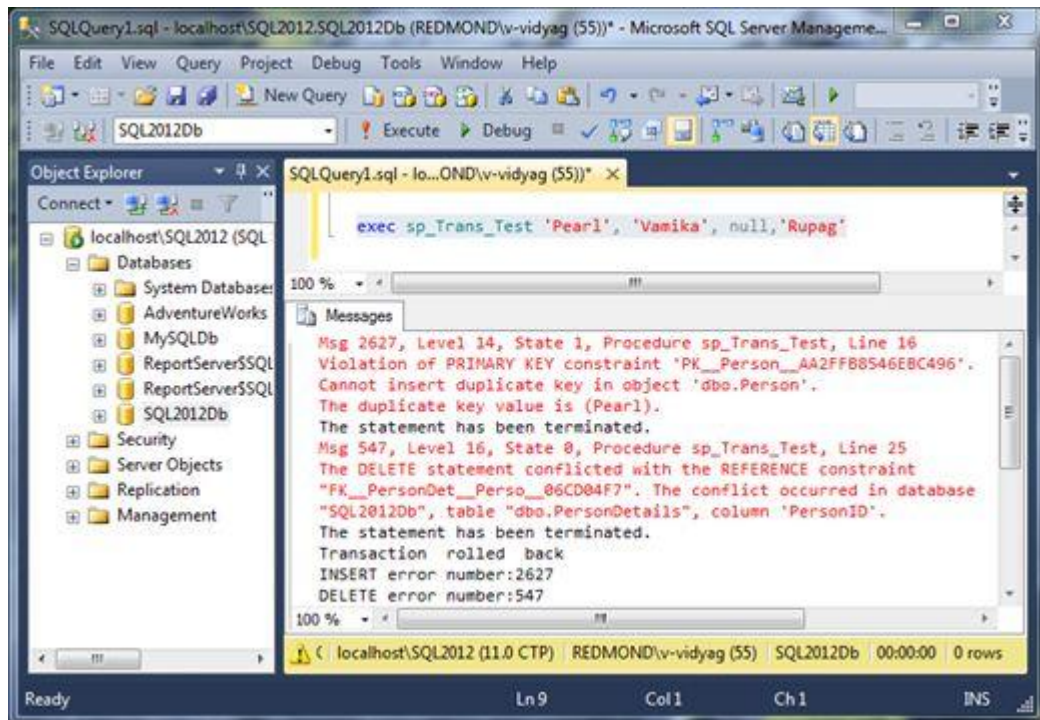 SQLQuery1.sql - localhost\SQL2012.SQL2012Db (REDMOND\v-vidyag (55))* - Microsoft SQL Server Manageme...
File Edit View Query Project Debug Tools Window Help
New Query
SQL2012Db
Execute Debug
Object Explorer
Connect
localhost\SQL2012 (SQL
Databases
System Databases
AdventureWorks
MySQLDb
ReportServer$SQL
ReportServer$SQL
SQL2012Db
Security
Server Objects
Replication
Management
SQLQuery1.sql - lo...OND\v-vidyag (55))*
exec sp_Trans_Test 'Pearl', 'Vamika', null,'Rupag'
100 %
Messages
Msg 2627, Level 14, State 1, Procedure sp_Trans_Test, Line 16
Violation of PRIMARY KEY constraint 'PK__Person__AA2FFB8546EBC496'.
Cannot insert duplicate key in object 'dbo.Person'.
The duplicate key value is (Pearl).
The statement has been terminated.
Msg 547, Level 16, State 0, Procedure sp_Trans_Test, Line 25
The DELETE statement conflicted with the REFERENCE constraint
"FK__PersonDet__Perso__06CD04F7". The conflict occurred in database
"SQL2012Db", table "dbo.PersonDetails", column 'PersonID'.
The statement has been terminated.
Transaction rolled back
INSERT error number:2627
DELETE error number:547
100 %
( localhost\SQL2012 (11.0 CTP) REDMOND\v-vidyag (55) SQL2012Db 00:00:00 0 rows
Ready Ln 9 Col 1 Ch 1 INS